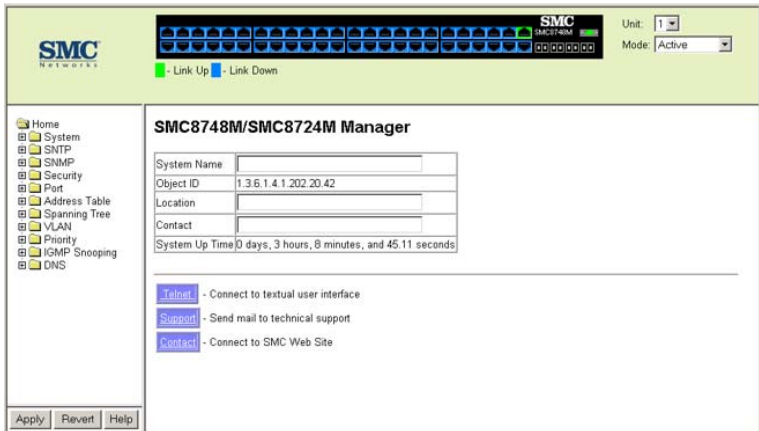 SMC
Networks
SMC
SMC8748M
- Link Up - Link Down
Unit: 1
Mode: Active
Home
System
SNTP
SNMP
Security
Port
Address Table
Spanning Tree
VLAN
Priority
IGMP Snooping
DNS
Apply Revert Help
SMC8748M/SMC8724M Manager
System Name
Object ID 1.3.6.1.4.1.202.20.42
Location
Contact
System Up Time 0 days, 3 hours, 8 minutes, and 45.11 seconds
Telnet - Connect to textual user interface
Support - Send mail to technical support
Contact - Connect to SMC Web Site